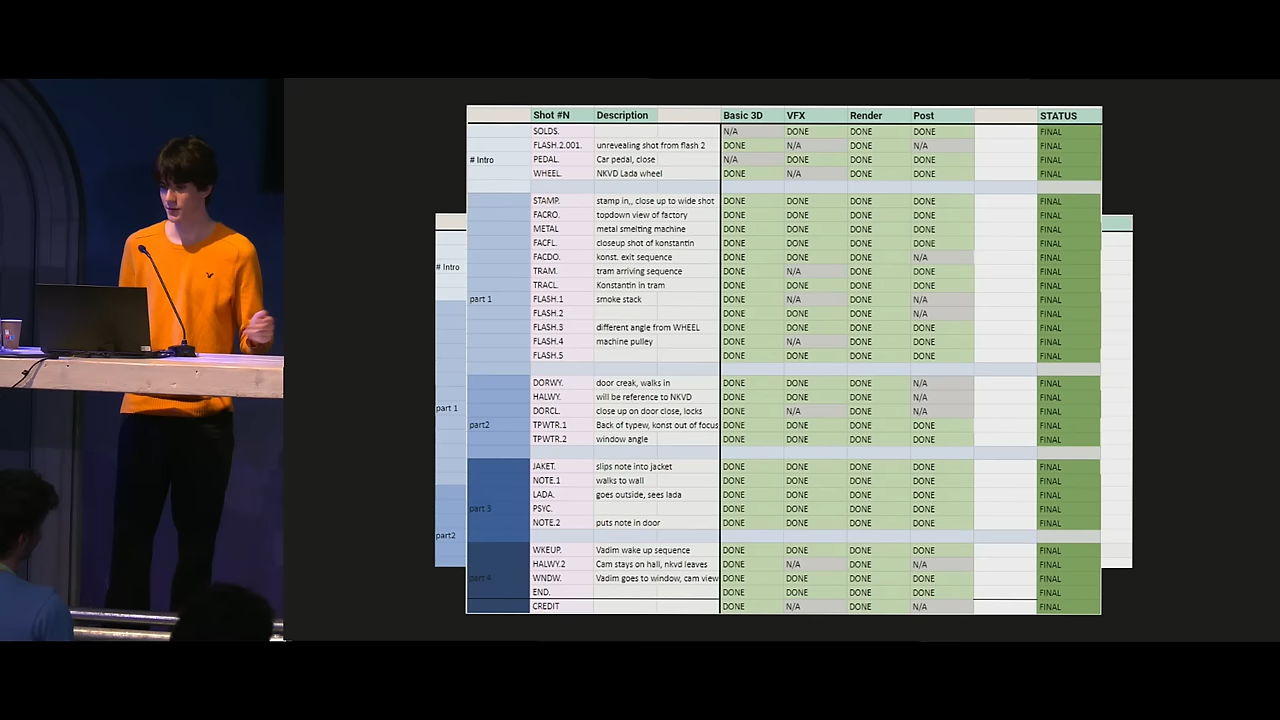 Shot #N Description Basic 3D VFX Render Post STATUS
SOLDS. N/A DONE DONE DONE FINAL
FLASH.2.001. unrevealing shot from flash 2 DONE N/A DONE N/A FINAL
# Intro PEDAL. Car pedal, close N/A DONE DONE DONE FINAL
WHEEL. NKVD Lada wheel DONE N/A DONE DONE FINAL
STAMP. stamp in,, close up to wide shot DONE DONE DONE DONE FINAL
FACRO. topdown view of factory DONE DONE DONE DONE FINAL
METAL metal smelting machine DONE DONE DONE DONE FINAL
FACFL. closeup shot of konstantin DONE DONE DONE DONE FINAL
FACDO. konst. exit sequence DONE DONE DONE N/A FINAL
# Intro
TRAM. tram arriving sequence DONE N/A DONE DONE FINAL
TRACL. Konstantin in tram DONE DONE DONE DONE FINAL
part 1 FLASH.1 smoke stack DONE N/A DONE N/A FINAL
FLASH.2 DONE DONE DONE N/A FINAL
FLASH.3 different angle from WHEEL DONE DONE DONE DONE FINAL
FLASH.4 machine pulley DONE N/A DONE DONE FINAL
FLASH.5 DONE DONE DONE DONE FINAL
DORWY. door creak, walks in DONE DONE DONE N/A FINAL
HALWY. will be reference to NKVD DONE DONE DONE N/A FINAL
part 1
DORCL. close up on door close, locks DONE N/A DONE N/A FINAL
part2 TPWTR.1 Back of typew, konst out of focus DONE DONE DONE DONE FINAL
TPWTR.2 window angle DONE DONE DONE DONE FINAL
JAKET. slips note into jacket DONE DONE DONE DONE FINAL
NOTE.1 walks to wall DONE DONE DONE DONE FINAL
LADA. goes outside, sees lada DONE DONE DONE DONE FINAL
part 3 PSYC. DONE DONE DONE DONE FINAL
NOTE.2 puts note in door DONE DONE DONE DONE FINAL
part2
WKEUP. Vadim wake up sequence DONE DONE DONE DONE FINAL
HALWY.2 Cam stays on hall, nkvd leaves DONE N/A DONE N/A FINAL
part 4 WNDW. Vadim goes to window, cam view DONE DONE DONE DONE FINAL
END. DONE DONE DONE DONE FINAL
CREDIT DONE N/A DONE N/A FINAL